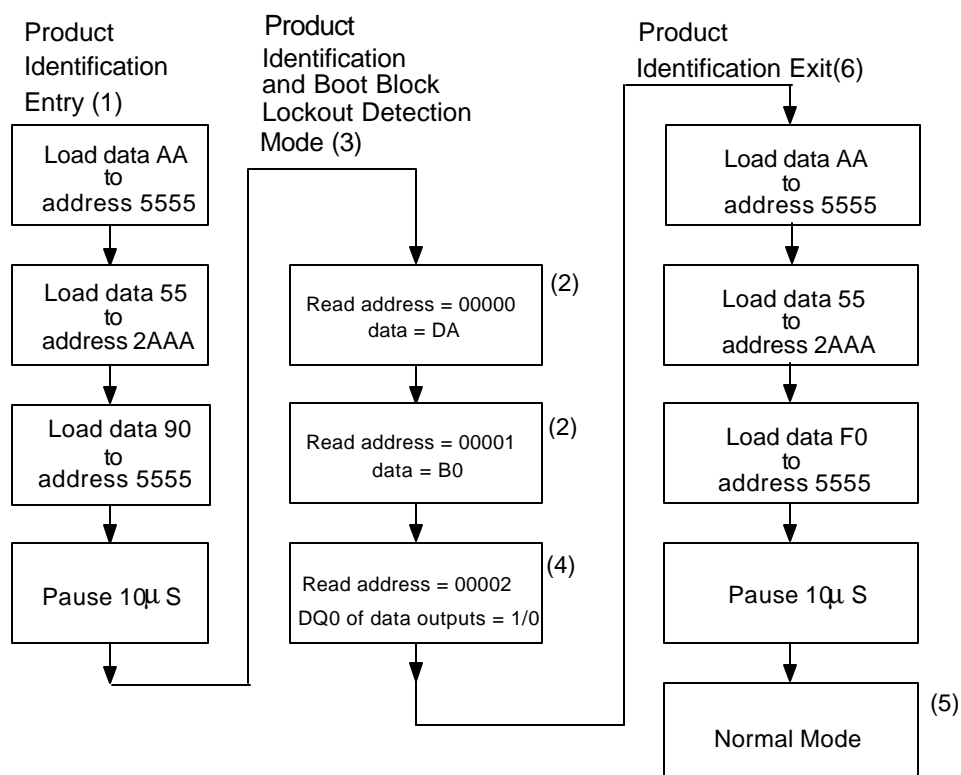 Product
Identification
Entry (1)
Load data AA
to
address 5555
Load data 55
to
address 2AAA
Load data 90
to
address 5555
Pause 10μ S
Product
Identification
and Boot Block
Lockout Detection
Mode (3)
Read address = 00000
data = DA
(2)
Read address = 00001
data = B0
(2)
Read address = 00002
DQ0 of data outputs = 1/0
(4)
Product
Identification Exit(6)
Load data AA
to
address 5555
Load data 55
to
address 2AAA
Load data F0
to
address 5555
Pause 10μ S
Normal Mode
(5)